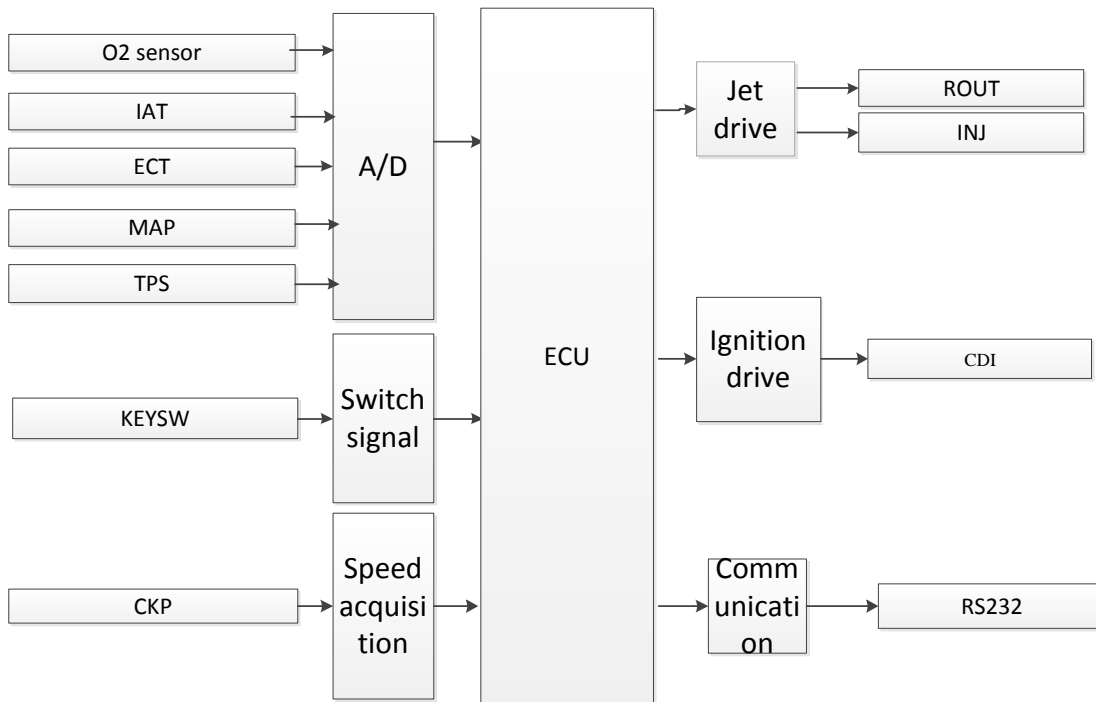 O2 sensor
IAT
ECT
MAP
TPS
A/D
KEYSW
Switch
signal
CKP
Speed
acquisi
tion
ECU
Jet
drive
ROUT
INJ
Ignition
drive
CDI
Comm
unicati
on
RS232